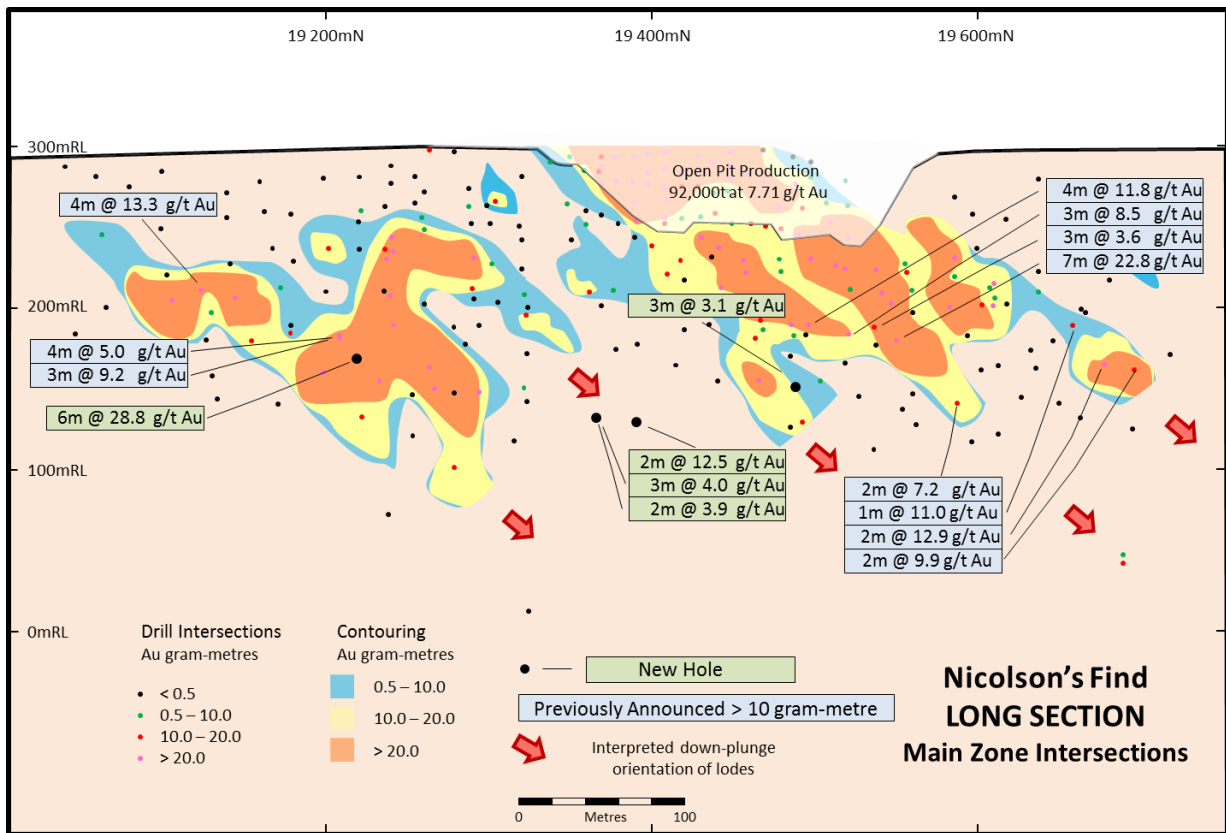 19 200mN
19 400mN
19 600mN
300mRL
Open Pit Production
92,000t at 7.71 g/t Au
4m @ 13.3 g/t Au
4m @ 11.8 g/t Au
3m @ 8.5 g/t Au
3m @ 3.6 g/t Au
7m @ 22.8 g/t Au
200mRL
3m @ 3.1 g/t Au
4m @ 5.0 g/t Au
3m @ 9.2 g/t Au
6m @ 28.8 g/t Au
100mRL
2m @ 12.5 g/t Au
3m @ 4.0 g/t Au
2m @ 3.9 g/t Au
2m @ 7.2 g/t Au
1m @ 11.0 g/t Au
2m @ 12.9 g/t Au
2m @ 9.9 g/t Au
0mRL
Drill Intersections
Au gram-metres
< 0.5
0.5 – 10.0
10.0 – 20.0
> 20.0
Contouring
Au gram-metres
0.5 – 10.0
10.0 – 20.0
> 20.0
New Hole
Previously Announced > 10 gram-metre
Interpreted down-plunge
orientation of lodes
0 Metres 100
Nicolson's Find
LONG SECTION
Main Zone Intersections